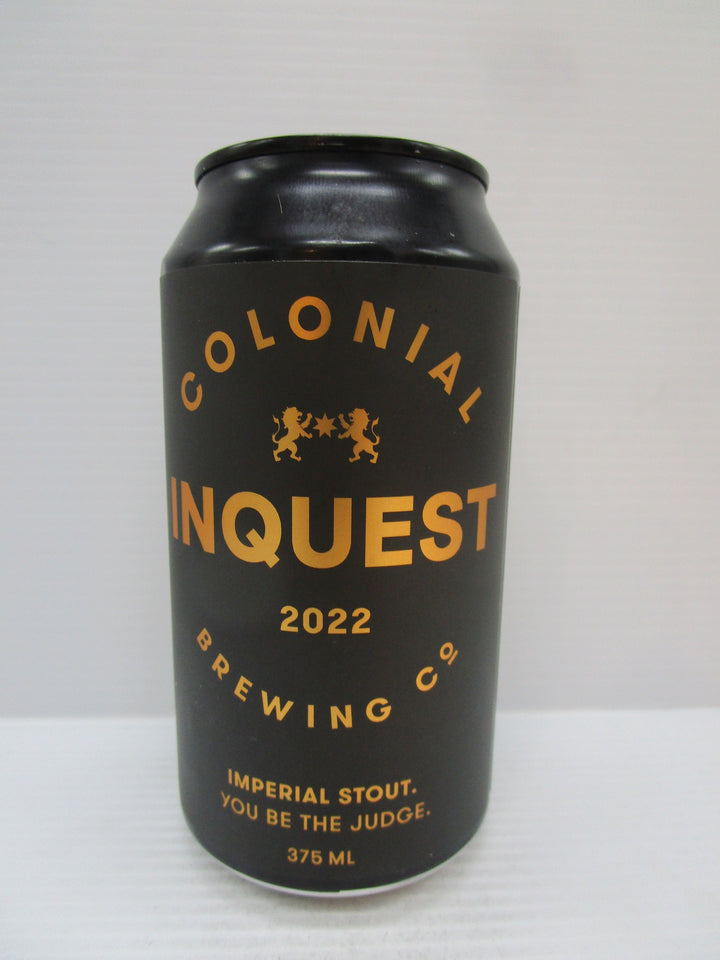 COLONIAL
INQUEST
2022
BREWING Cº
IMPERIAL STOUT.
YOU BE THE JUDGE.
375 ML